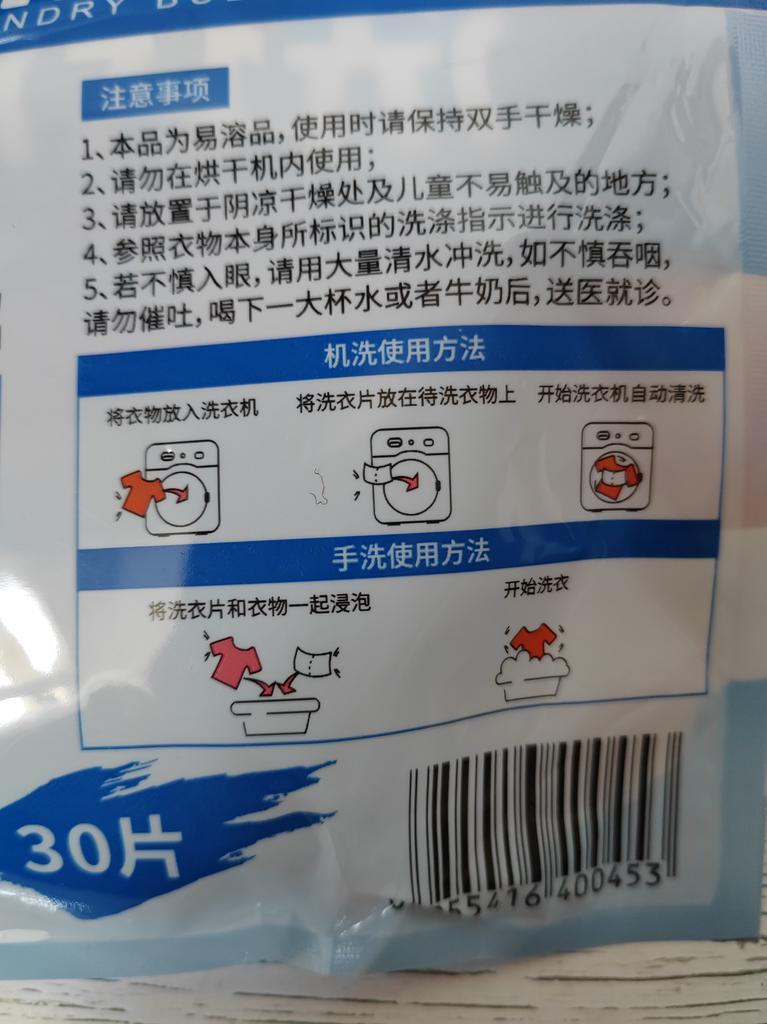 注意事项
1、本品为易溶品，使用时请保持双手干燥；
2、请勿在烘干机内使用；
3、请放置于阴凉干燥处及儿童不易触及的地方；
4、参照衣物本身所标识的洗涤指示进行洗涤；
5、若不慎入眼，请用大量清水冲洗，如不慎吞咽，
请勿催吐，喝下一大杯水或者牛奶后，送医就诊。
机洗使用方法
将衣物放入洗衣机 将洗衣片放在待洗衣物上 开始洗衣机自动清洗
手洗使用方法
将洗衣片和衣物一起浸泡 开始洗衣
30片
55416 400453